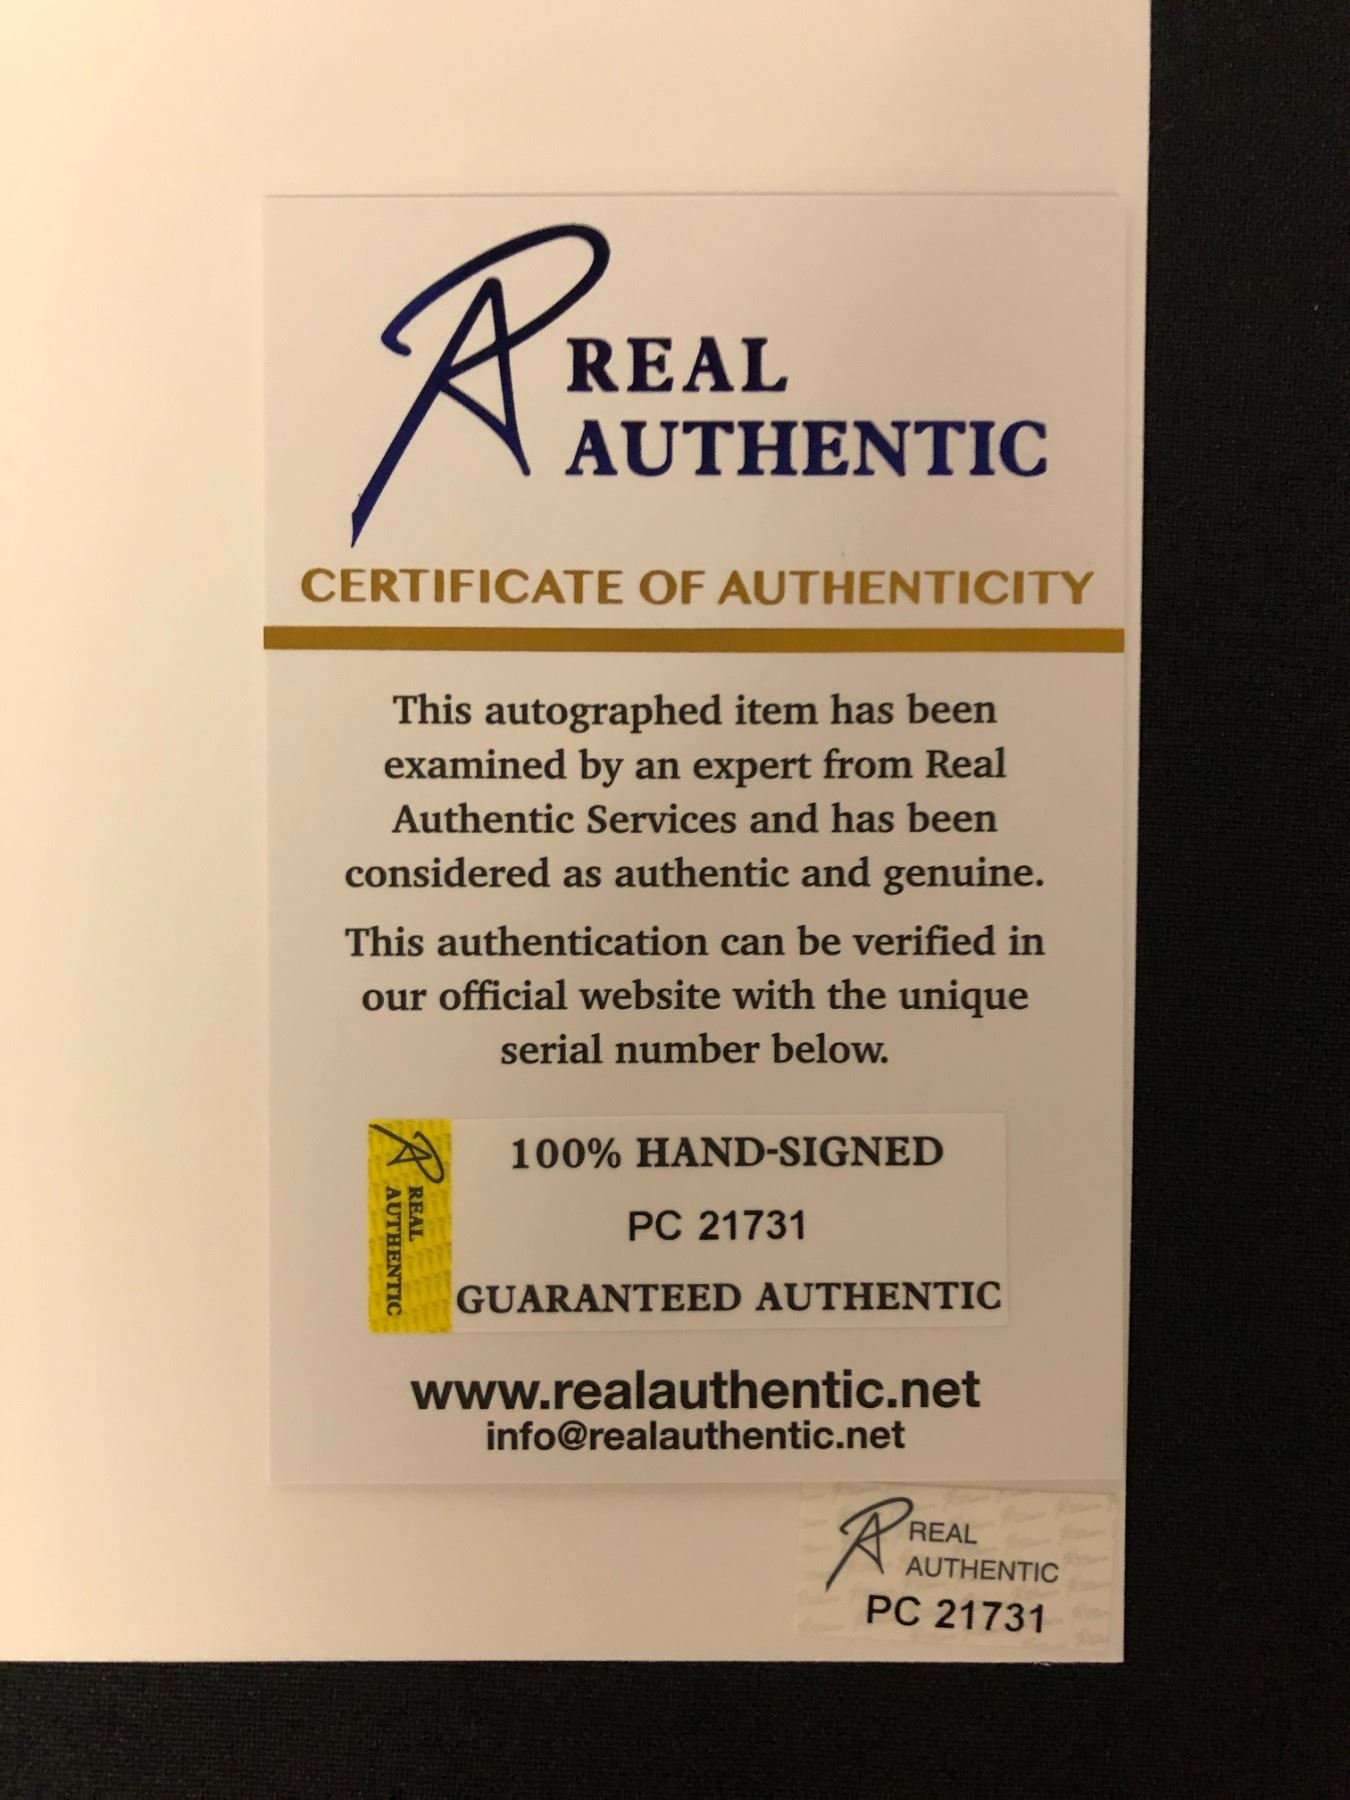 REAL
AUTHENTIC
CERTIFICATE OF AUTHENTICITY
This autographed item has been
examined by an expert from Real
Authentic Services and has been
considered as authentic and genuine.
This authentication can be verified in
our official website with the unique
serial number below.
REAL
AUTHENTIC
100% HAND-SIGNED
PC 21731
GUARANTEED AUTHENTIC
www.realauthentic.net
info@realauthentic.net
REAL
AUTHENTIC
PC 21731